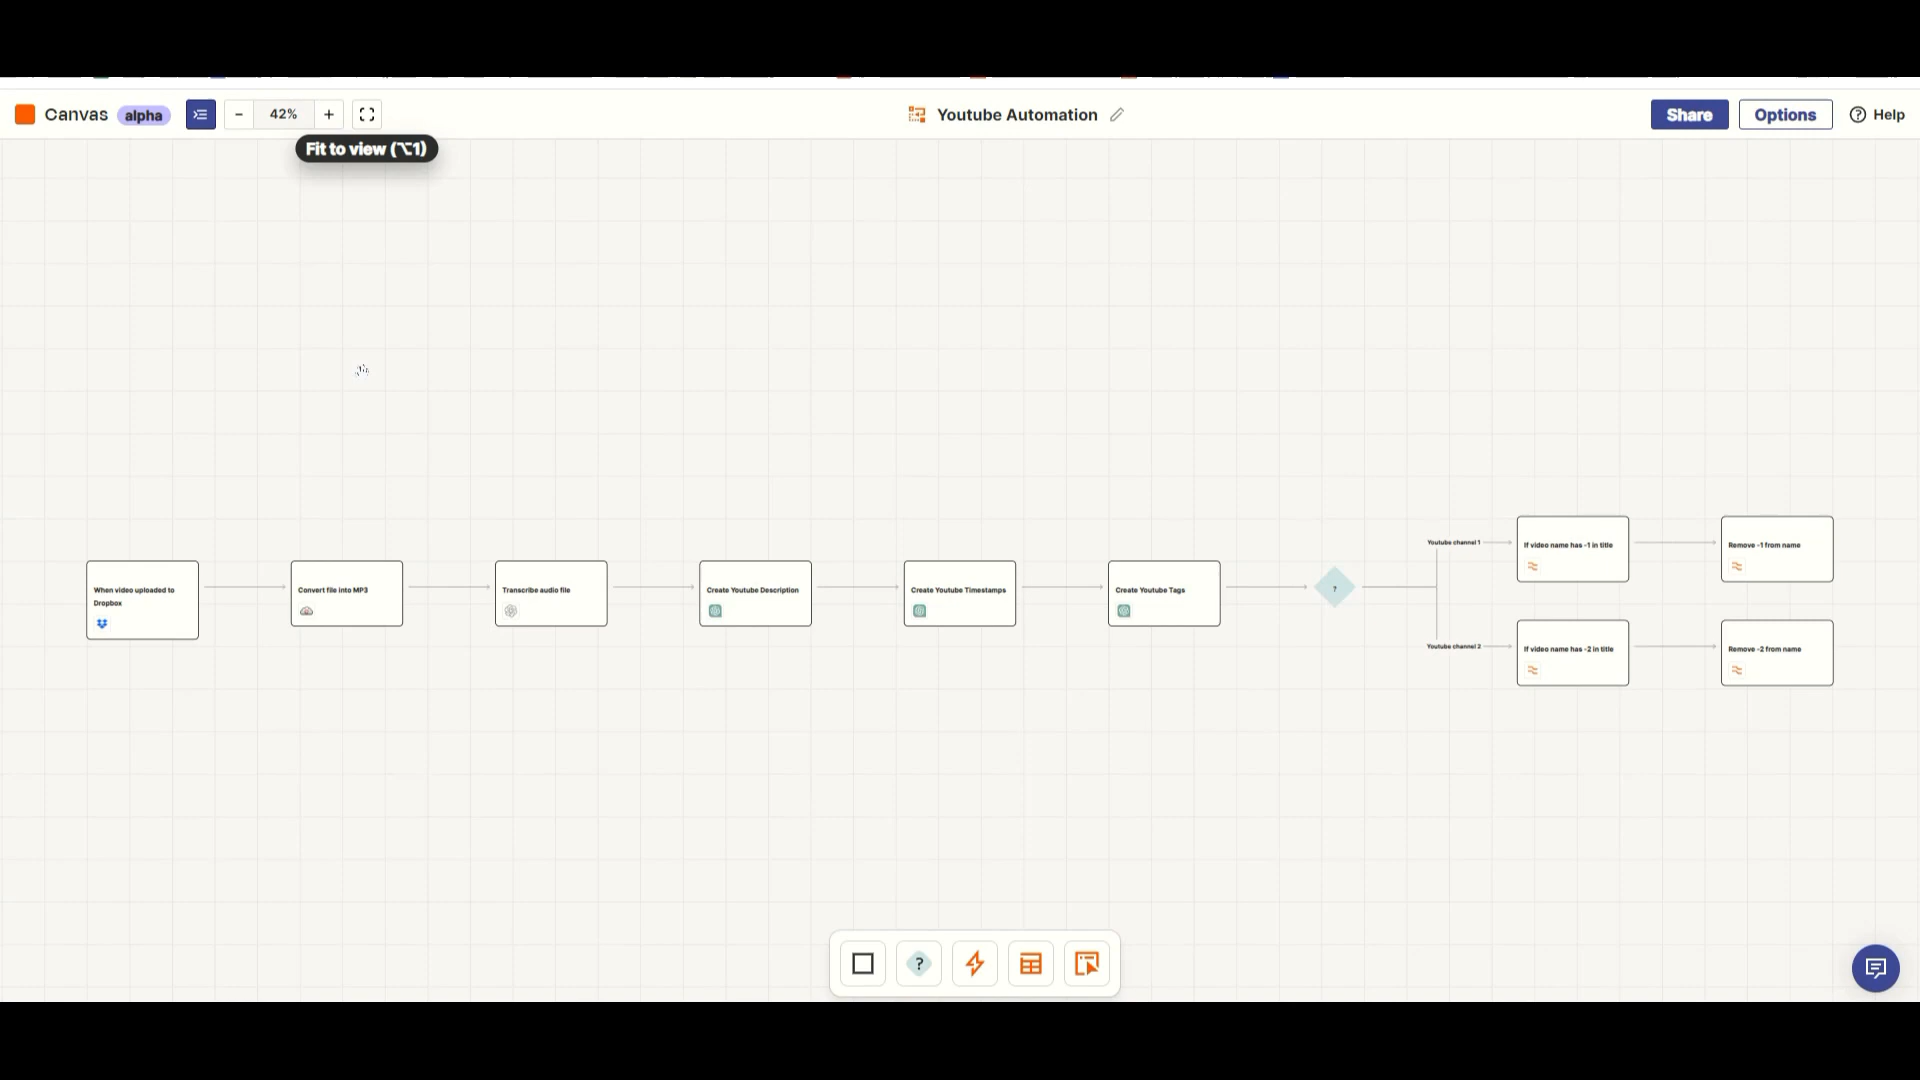 Canvas alpha
− 42% +
Youtube Automation
Share
Options
? Help
Fit to view (⌥1)
When video uploaded to
Dropbox
Convert file into MP3
Transcribe audio file
Create Youtube Description
Create Youtube Timestamps
Create Youtube Tags
?
Youtube channel 1
If video name has -1 in title
Remove -1 from name
Youtube channel 2
If video name has -2 in title
Remove -2 from name
?